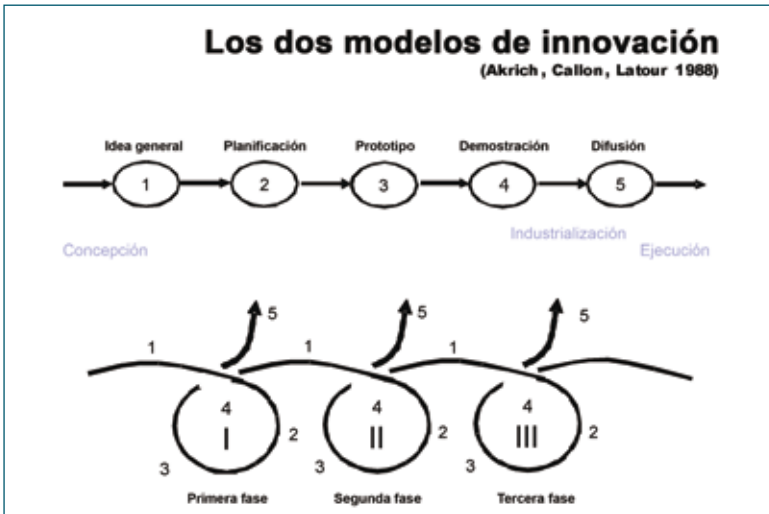 Los dos modelos de innovación
(Akrich, Callon, Latour 1988)
Idea general Planificación Prototipo Demostración Difusión
1 2 3 4 5
Industrialización
Concepción Ejecución
5 5 5
1 1 1
4 4 4
I II III
2 2 2
3 3 3
Primera fase Segunda fase Tercera fase